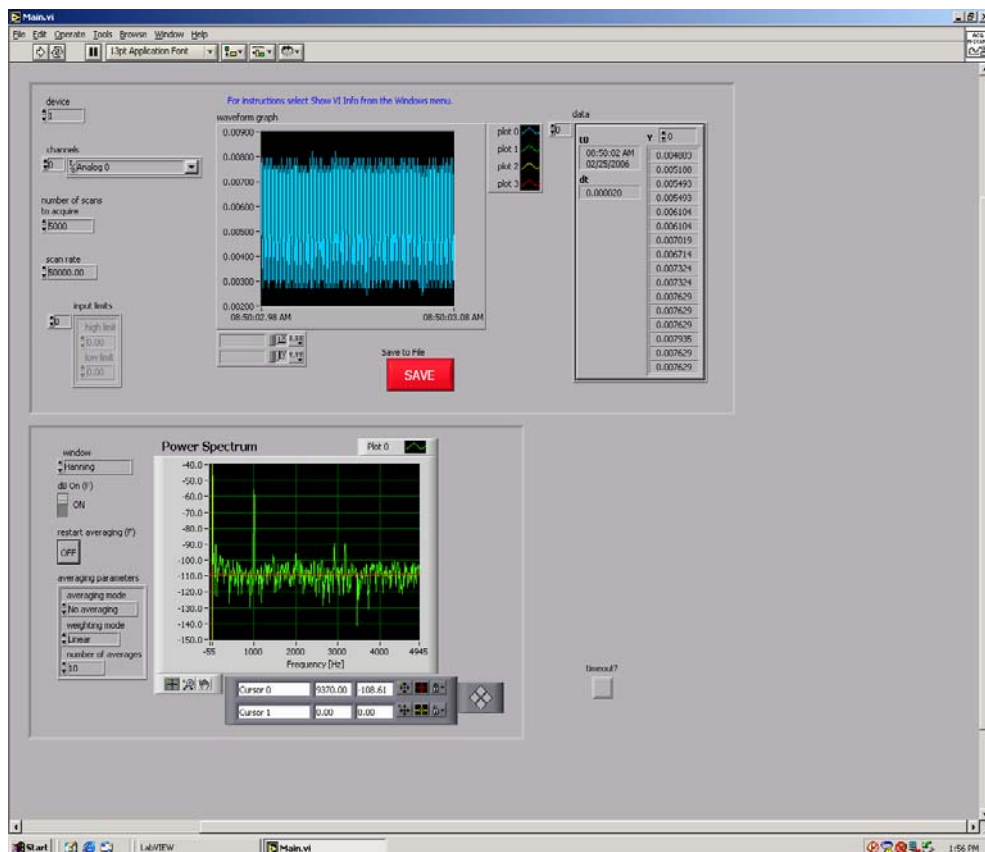 Main.vi
File Edit Operate Tools Browse Window Help
13pt Application Font
device
1
For instructions select Show VI Info from the Windows menu.
channels
0
Analog 0
number of scans
to acquire
5000
scan rate
50000.00
input limits
0
high limit
0.00
low limit
0.00
waveform graph
0.00900
0.00800
0.00700
0.00600
0.00500
0.00400
0.00300
0.00200
08:50:02.98 AM
08:50:03.08 AM
plot 0
plot 1
plot 2
plot 3
Save to File
SAVE
data
0
t0
08:50:02 AM
02/25/2006
dt
0.000020
Y
0
0.004883
0.005188
0.005493
0.005493
0.006104
0.006104
0.007019
0.006714
0.007324
0.007324
0.007629
0.007629
0.007629
0.007935
0.007629
0.007629
window
Hanning
dB On (F)
ON
restart averaging (F)
OFF
averaging parameters
averaging mode
No averaging
weighting mode
Linear
number of averages
10
Power Spectrum
Plot 0
-40.0
-50.0
-60.0
-70.0
-80.0
-90.0
-100.0
-110.0
-120.0
-130.0
-140.0
-150.0
-55 1000 2000 3000 4000 4945
Frequency [Hz]
Cursor 0 9370.00 -108.61
Cursor 1 0.00 0.00
timeout?
Start
LabVIEW
Main.vi
1:56 PM